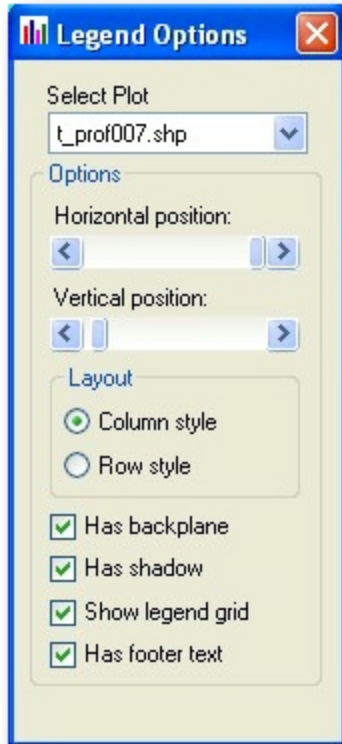 Legend Options
Select Plot
t_prof007.shp
Options
Horizontal position:
Vertical position:
Layout
Column style
Row style
Has backplane
Has shadow
Show legend grid
Has footer text